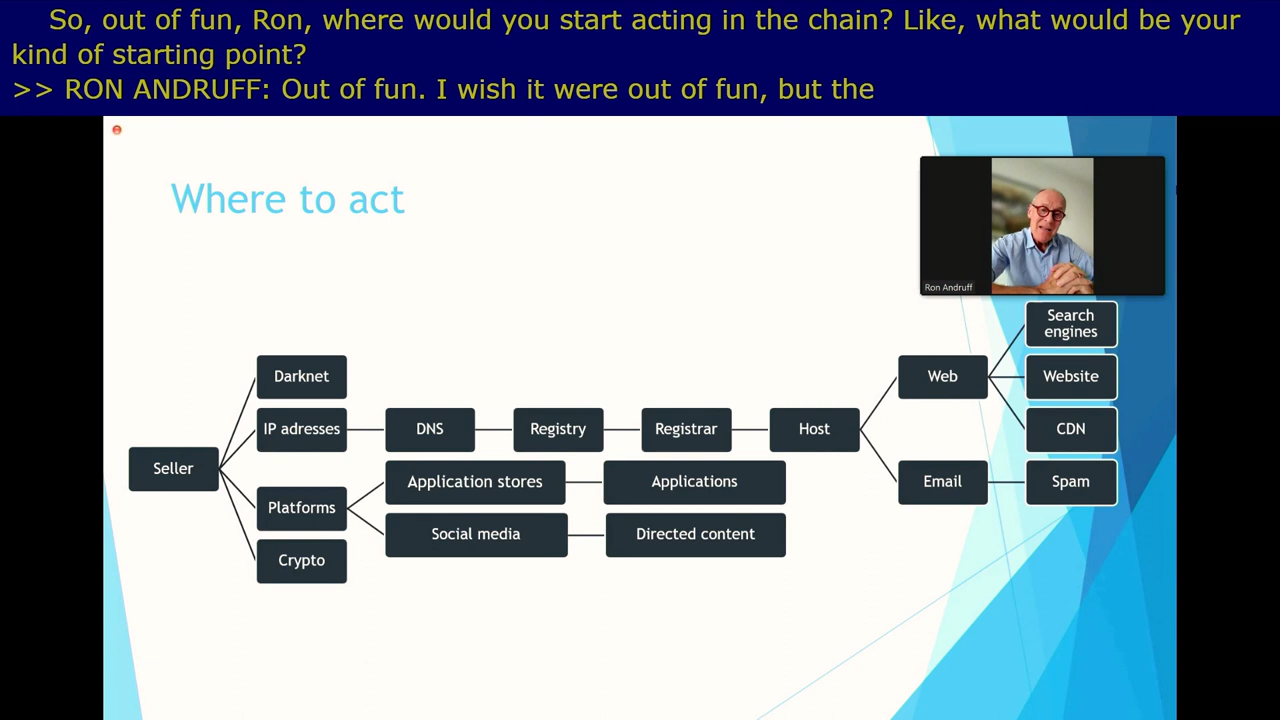 So, out of fun, Ron, where would you start acting in the chain? Like, what would be your
kind of starting point?
>> RON ANDRUFF: Out of fun. I wish it were out of fun, but the
Where to act
Ron Andruff
Search
engines
Darknet
Web
Website
IP adresses
DNS
Registry
Registrar
Host
CDN
Seller
Application stores
Applications
Email
Spam
Platforms
Social media
Directed content
Crypto